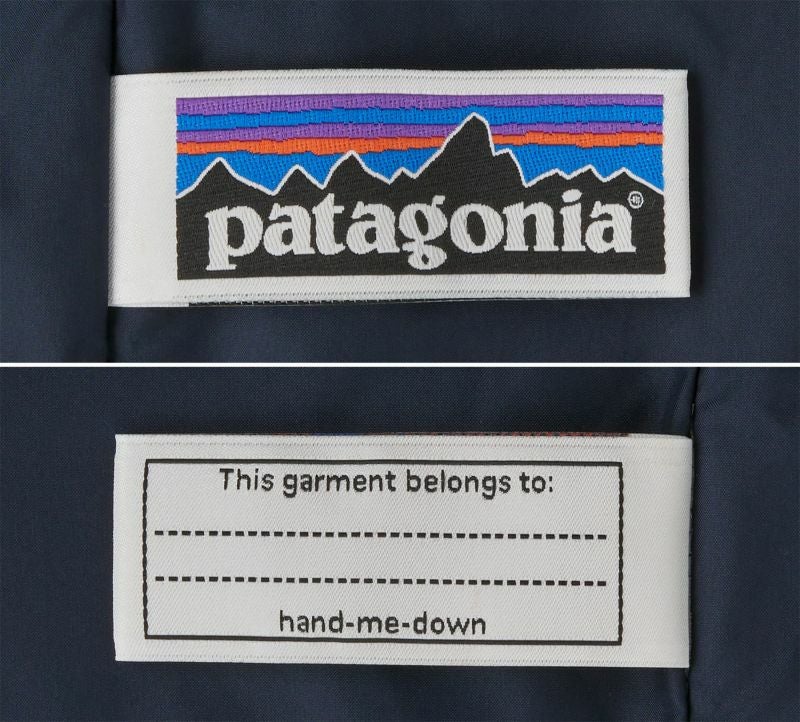 patagonia®
This garment belongs to:
hand-me-down